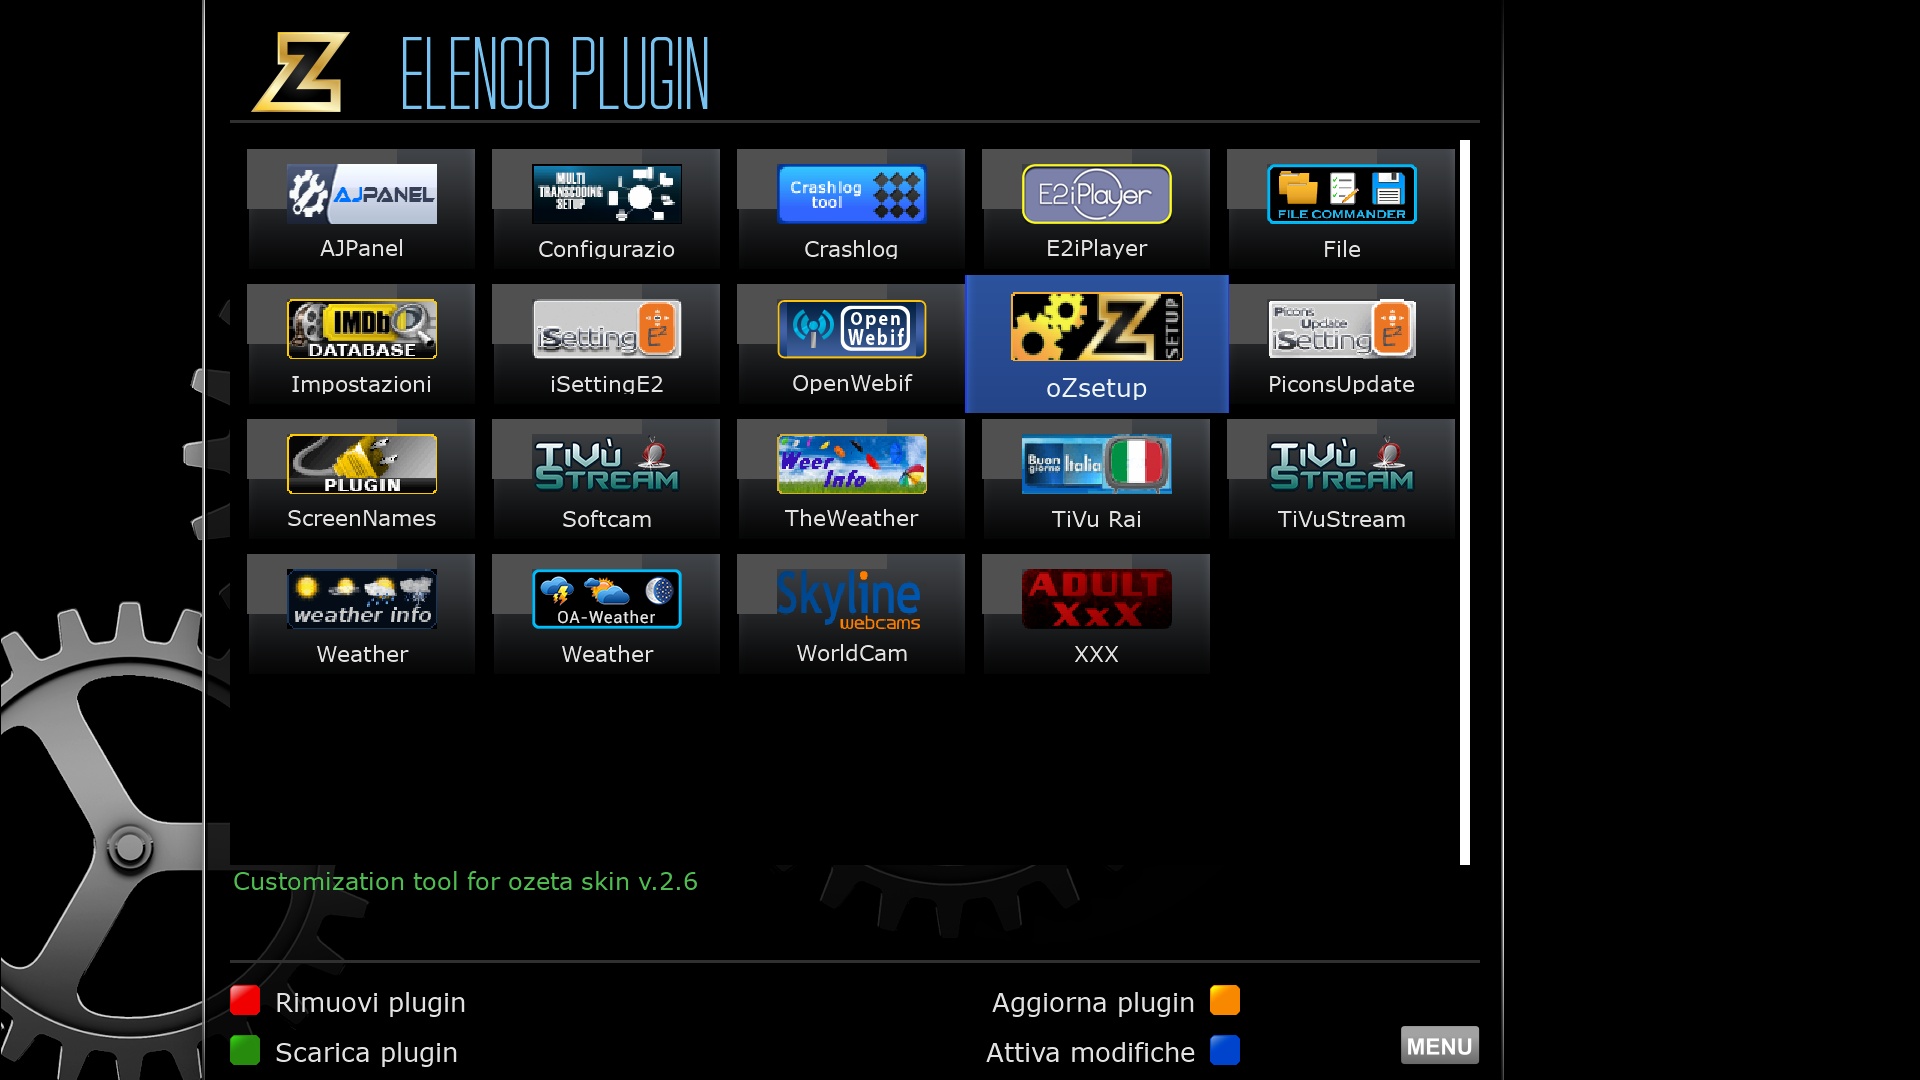 Z ELENCO PLUGIN
AJPANEL
MULTI
TRANSCODING
SETUP
Crashlog
tool
E2iPlayer
FILE COMMANDER
AJPanel
Configurazio
Crashlog
E2iPlayer
File
IMDb
DATABASE
iSetting E2
Open
Webif
Z SETUP
Picons
Update
iSetting E2
Impostazioni
iSettingE2
OpenWebif
oZsetup
PiconsUpdate
PLUGIN
TiVù
STREAM
Weer
Info
Buon
giorno Italia
TiVù
STREAM
ScreenNames
Softcam
TheWeather
TiVu Rai
TiVuStream
weather info
OA-Weather
Skyline
webcams
ADULT
XxX
Weather
Weather
WorldCam
XXX
Customization tool for ozeta skin v.2.6
Rimuovi plugin
Aggiorna plugin
Scarica plugin
Attiva modifiche
MENU